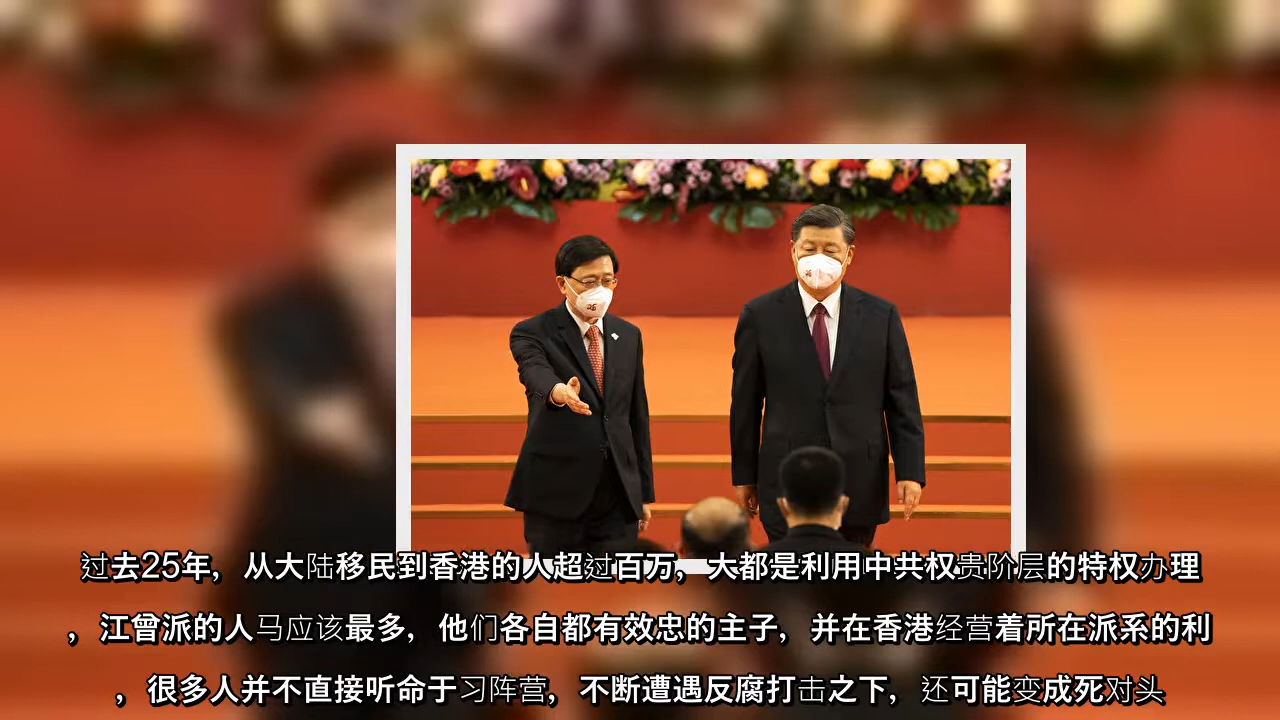 过去25年，从大陆移民到香港的人超过百万，大都是利用中共权贵阶层的特权办理
，江曾派的人马应该最多，他们各自都有效忠的主子，并在香港经营着所在派系的利
，很多人并不直接听命于习阵营，不断遭遇反腐打击之下，还可能变成死对头